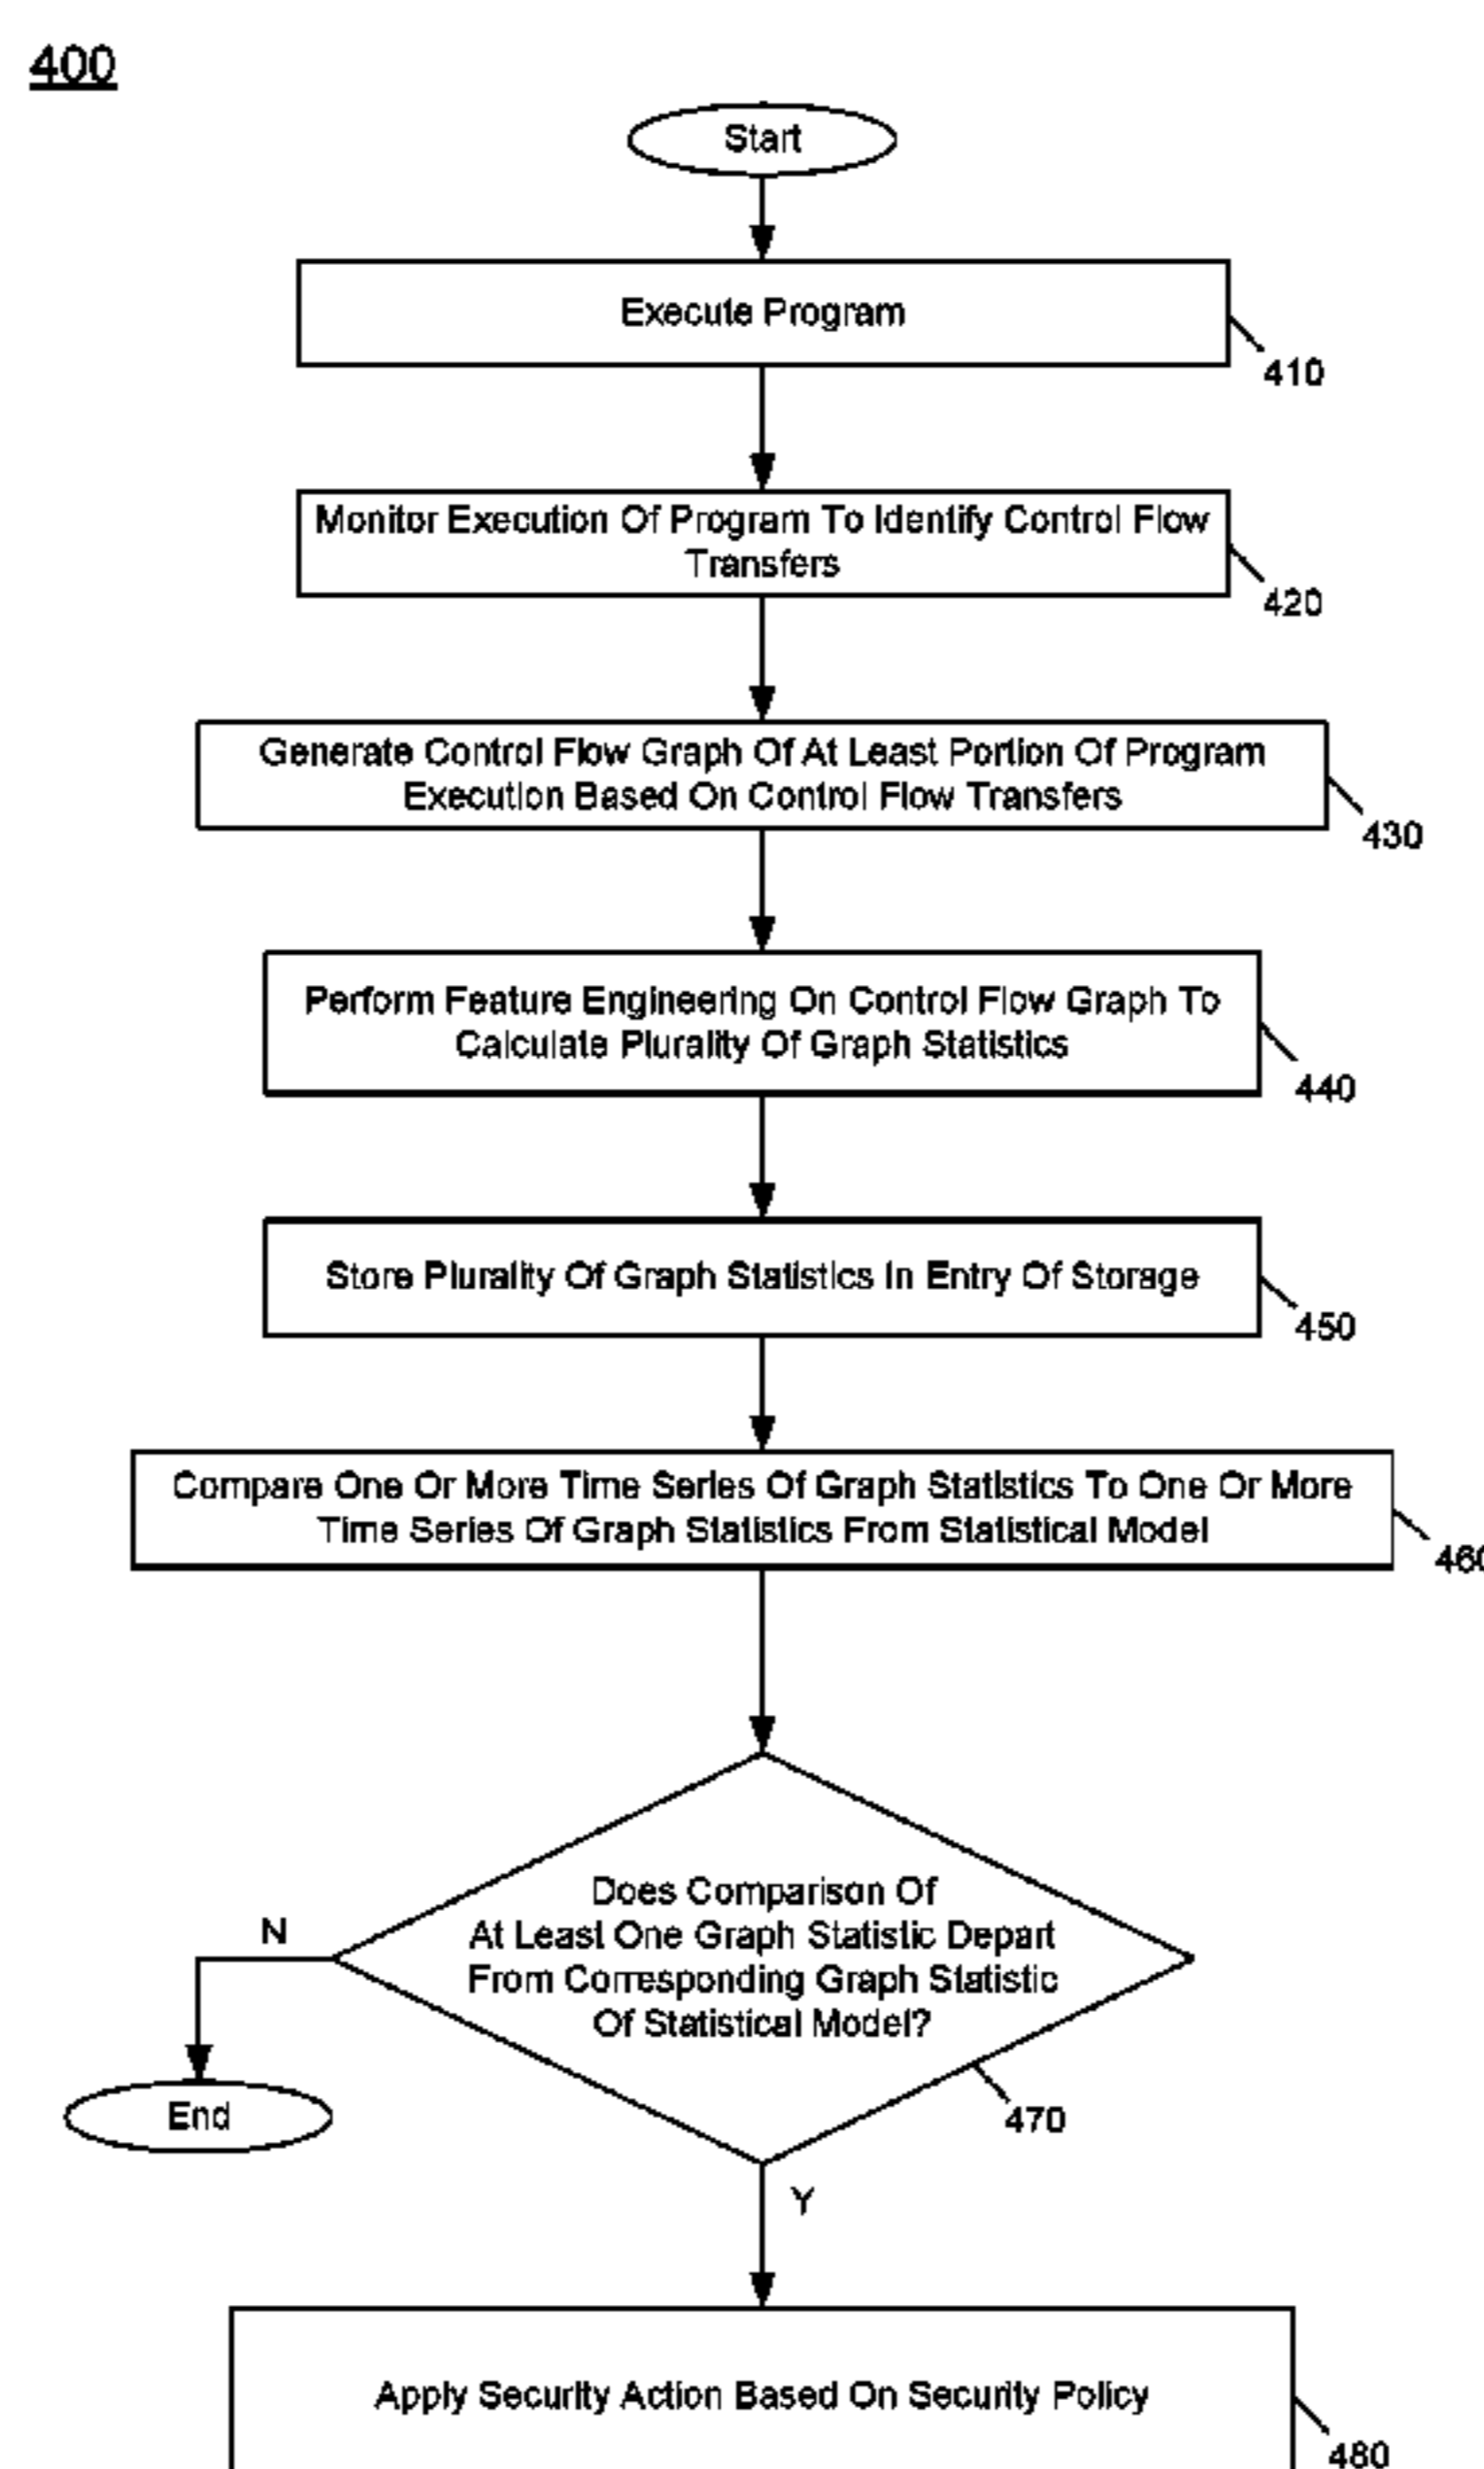 400
Start
Execute Program
410
Monitor Execution Of Program To Identify Control Flow
Transfers
420
Generate Control Flow Graph Of At Least Portion Of Program
Execution Based On Control Flow Transfers
430
Perform Feature Engineering On Control Flow Graph To
Calculate Plurality Of Graph Statistics
440
Store Plurality Of Graph Statistics In Entry Of Storage
450
Compare One Or More Time Series Of Graph Statistics To One Or More
Time Series Of Graph Statistics From Statistical Model
460
Does Comparison Of
At Least One Graph Statistic Depart
From Corresponding Graph Statistic
Of Statistical Model?
N
End
470
Y
Apply Security Action Based On Security Policy
480